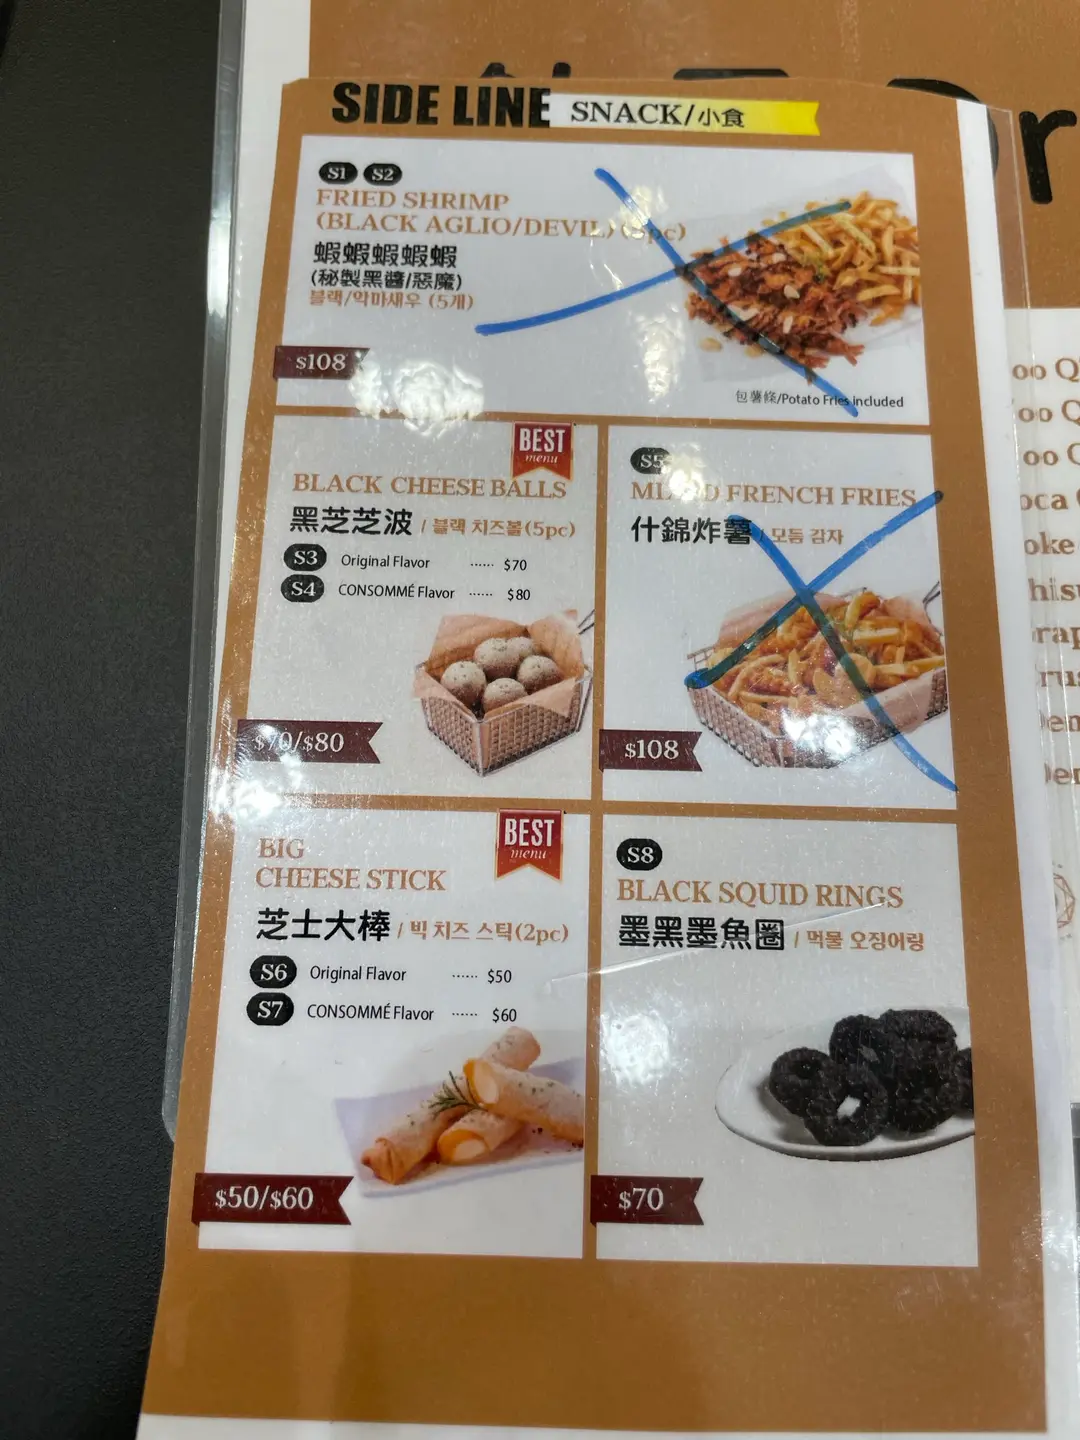 SIDE LINE SNACK/小食
S1 S2
FRIED SHRIMP
(BLACK AGLIO/DEVIL) (5pc)
蝦蝦蝦蝦蝦
(秘製黑醬/惡魔)
블랙/악마새우 (5개)
$108
包薯條/Potato Fries included
BEST
menu
BLACK CHEESE BALLS
黑芝芝波 / 블랙 치즈볼(5pc)
S3 Original Flavor ...... $70
S4 CONSOMMÉ Flavor ...... $80
$70/$80
S5
MIXED FRENCH FRIES
什錦炸薯 / 모듬 감자
$108
BEST
menu
BIG
CHEESE STICK
芝士大棒 / 빅 치즈 스틱(2pc)
S6 Original Flavor ...... $50
S7 CONSOMMÉ Flavor ...... $60
$50/$60
S8
BLACK SQUID RINGS
墨黑墨魚圈 / 먹물 오징어링
$70